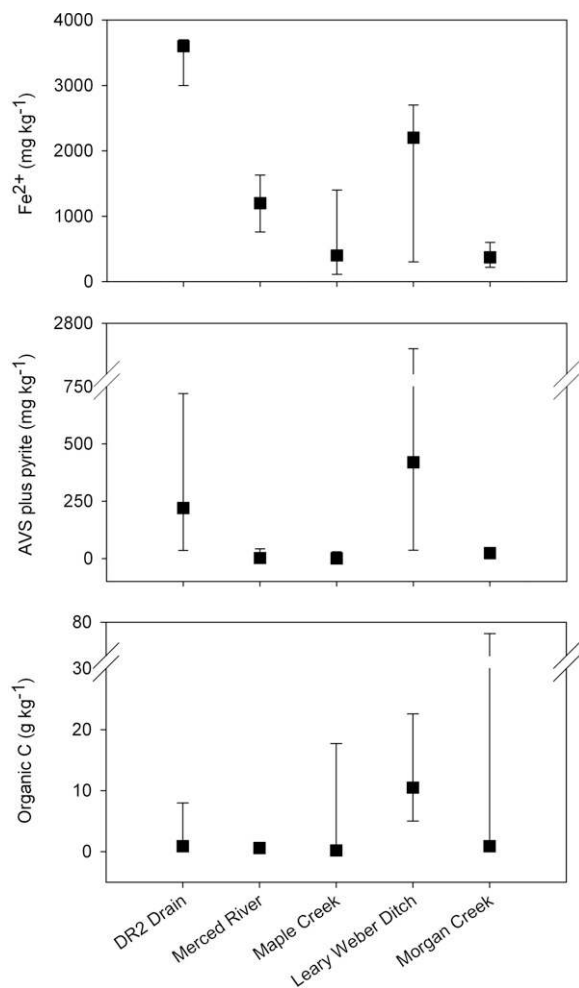 4000
3000
2000
1000
0
Fe2+ (mg kg-1)
2800
750
500
250
0
AVS plus pyrite (mg kg-1)
80
30
20
10
0
Organic C (g kg-1)
DR2 Drain
Merced River
Maple Creek
Leary Weber Ditch
Morgan Creek